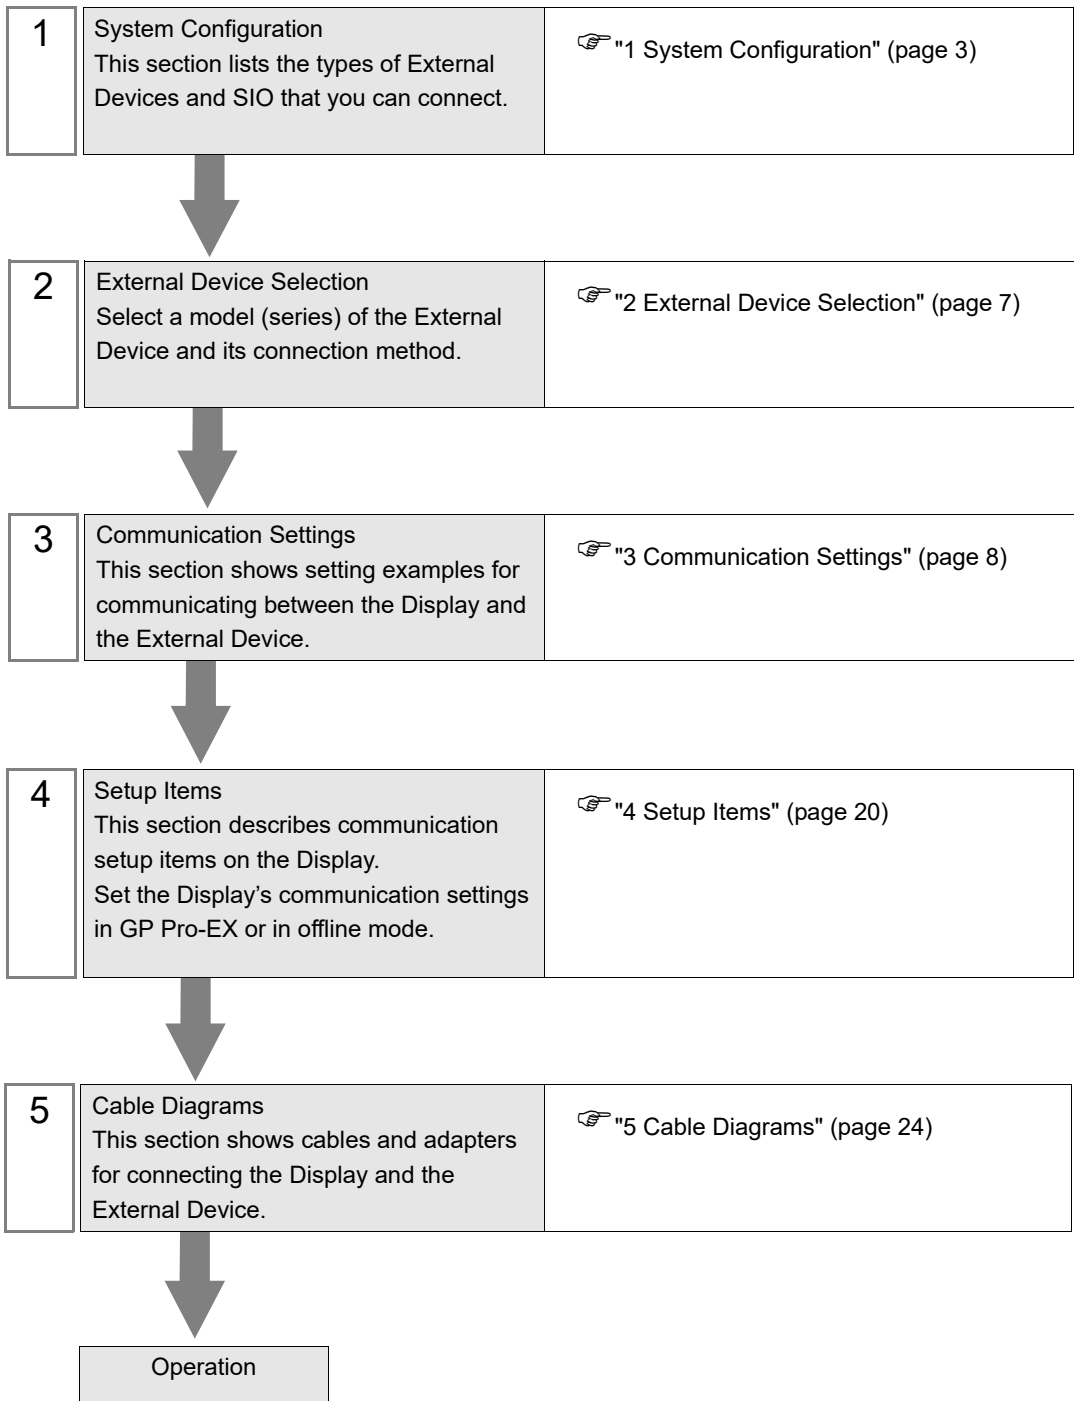 1
System Configuration
This section lists the types of External
Devices and SIO that you can connect.
"1 System Configuration" (page 3)
2
External Device Selection
Select a model (series) of the External
Device and its connection method.
"2 External Device Selection" (page 7)
3
Communication Settings
This section shows setting examples for
communicating between the Display and
the External Device.
"3 Communication Settings" (page 8)
4
Setup Items
This section describes communication
setup items on the Display.
Set the Display’s communication settings
in GP Pro-EX or in offline mode.
"4 Setup Items" (page 20)
5
Cable Diagrams
This section shows cables and adapters
for connecting the Display and the
External Device.
"5 Cable Diagrams" (page 24)
Operation